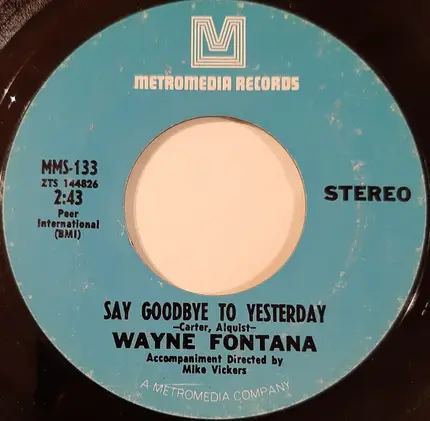 METROMEDIA RECORDS
MMS-133
ZTS 144826
2:43
Peer
International
(BMI)
STEREO
SAY GOODBYE TO YESTERDAY
-Carter, Alquist-
WAYNE FONTANA
Accompaniment Directed by
Mike Vickers
A METROMEDIA COMPANY